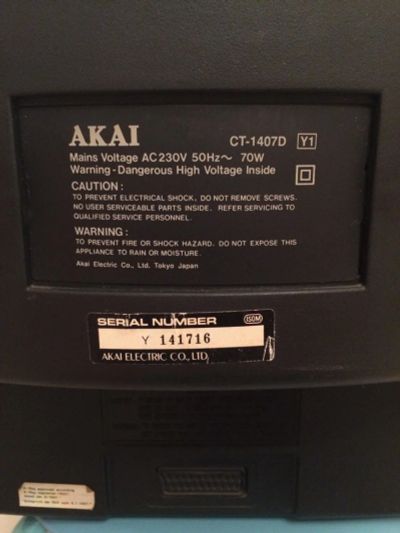 AKAI
CT-1407D Y1
Mains Voltage AC230V 50Hz～ 70W
Warning-Dangerous High Voltage Inside
CAUTION :
TO PREVENT ELECTRICAL SHOCK, DO NOT REMOVE SCREWS.
NO USER SERVICEABLE PARTS INSIDE. REFER SERVICING TO
QUALIFIED SERVICE PERSONNEL.
WARNING :
TO PREVENT FIRE OR SHOCK HAZARD. DO NOT EXPOSE THIS
APPLIANCE TO RAIN OR MOISTURE.
Akai Electric Co., Ltd. Tokyo Japan
SERIAL NUMBER
Y 141716
AKAI ELECTRIC CO., LTD